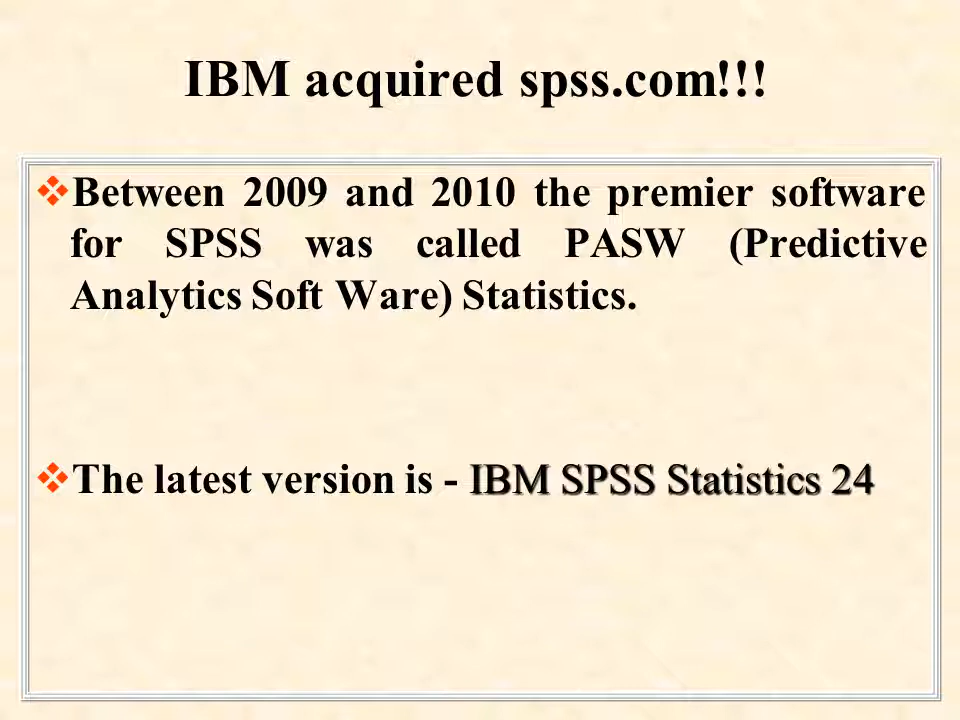 IBM acquired spss.com!!!
❖Between 2009 and 2010 the premier software
for SPSS was called PASW (Predictive
Analytics Soft Ware) Statistics.
❖The latest version is - IBM SPSS Statistics 24